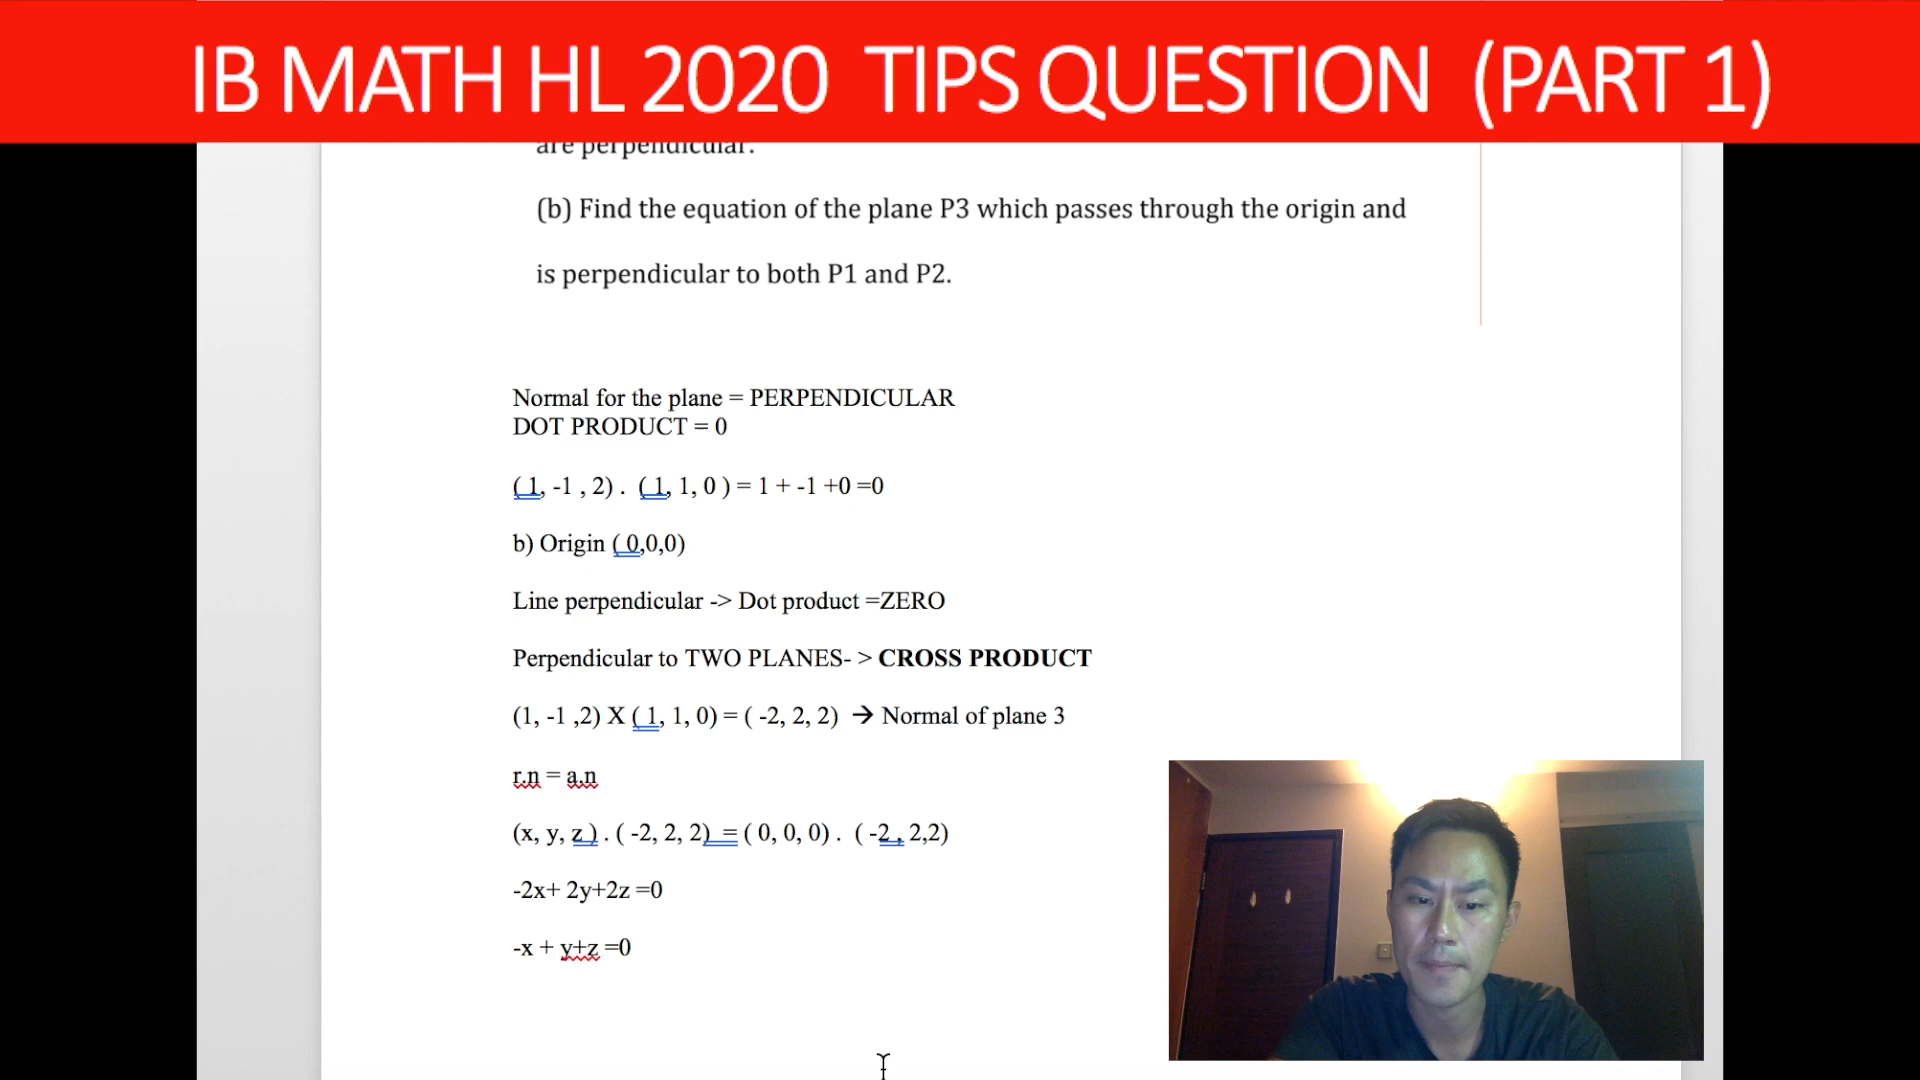 IB MATH HL 2020 TIPS QUESTION (PART 1)
are perpendicular.
(b) Find the equation of the plane P3 which passes through the origin and
is perpendicular to both P1 and P2.
Normal for the plane = PERPENDICULAR
DOT PRODUCT = 0
( 1, -1 , 2) . ( 1, 1, 0 ) = 1 + -1 +0 =0
b) Origin ( 0,0,0)
Line perpendicular -> Dot product =ZERO
Perpendicular to TWO PLANES- > CROSS PRODUCT
(1, -1 ,2) X ( 1, 1, 0) = ( -2, 2, 2) → Normal of plane 3
r.n = a.n
(x, y, z ) . ( -2, 2, 2) = ( 0, 0, 0) . ( -2 , 2,2)
-2x+ 2y+2z =0
-x + y+z =0